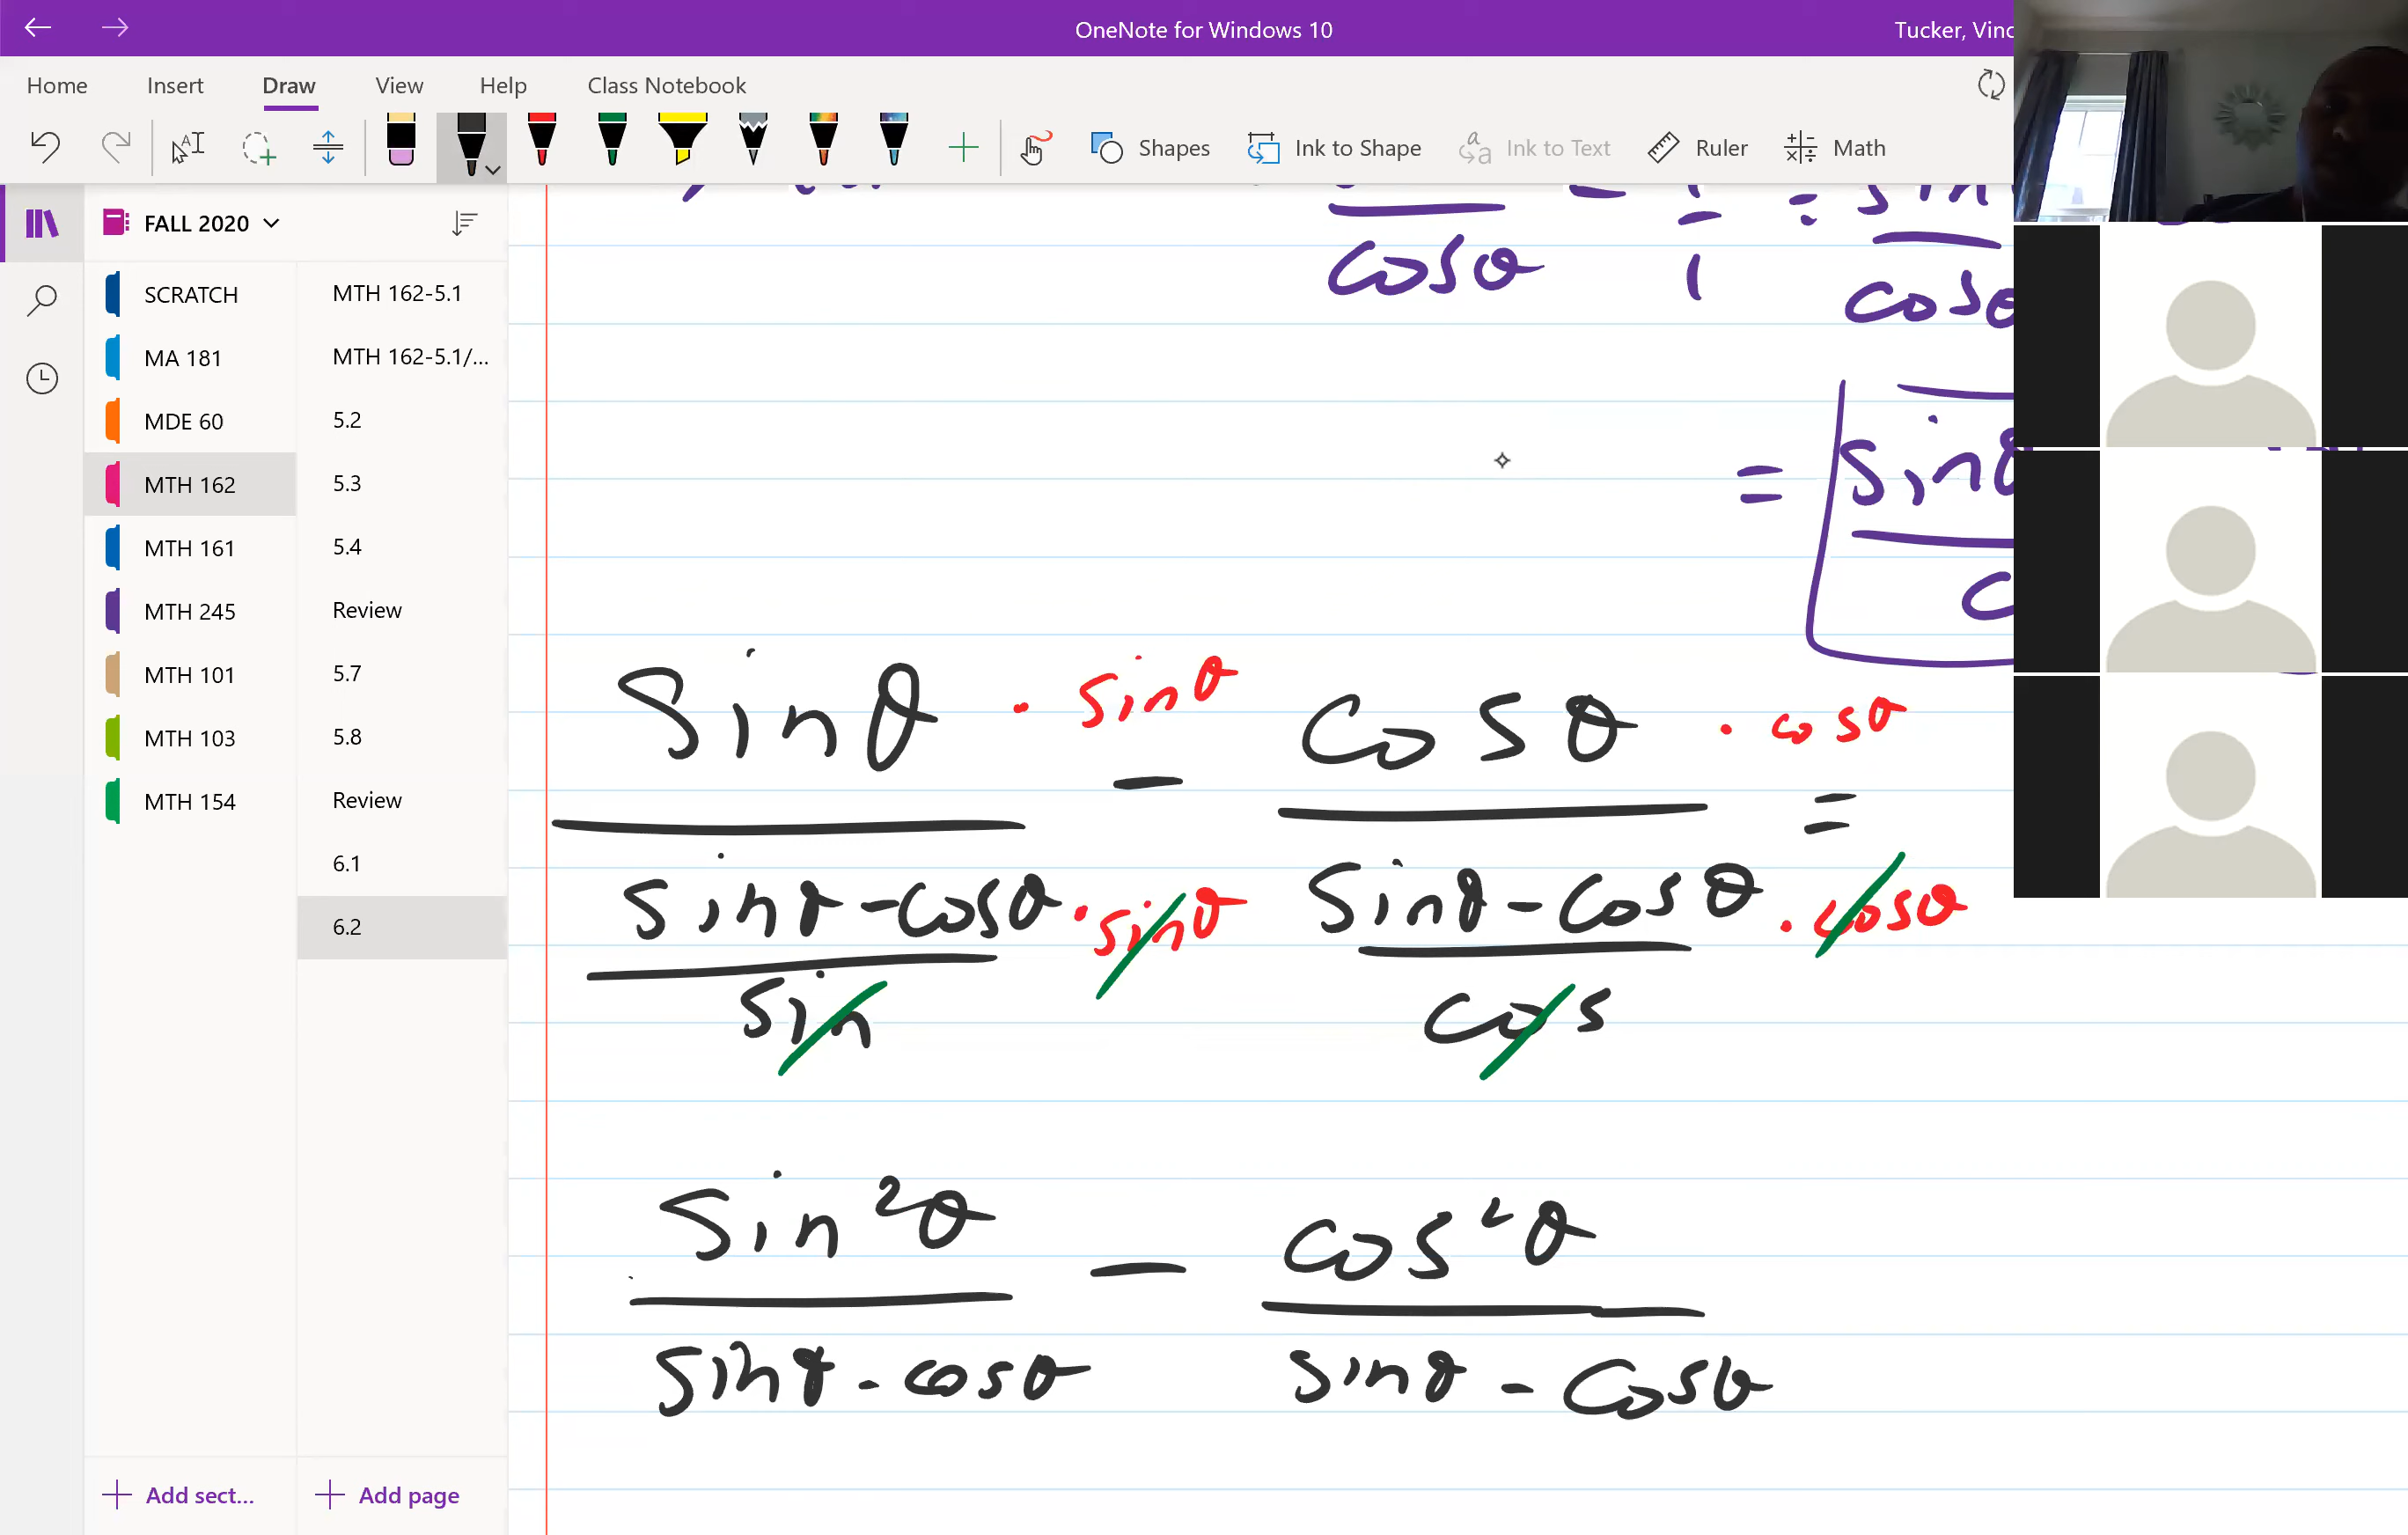 OneNote for Windows 10
Tucker, Vinc
Home Insert Draw View Help Class Notebook
Shapes Ink to Shape Ink to Text Ruler Math
FALL 2020
SCRATCH
MA 181
MDE 60
MTH 162
MTH 161
MTH 245
MTH 101
MTH 103
MTH 154
MTH 162-5.1
MTH 162-5.1/...
5.2
5.3
5.4
Review
5.7
5.8
Review
6.1
6.2
+ Add sect...
+ Add page
cosθ 1 cosθ
= sinθ
sinθ · sinθ − cosθ · cosθ =
sinθ − cosθ · sinθ sinθ − cosθ · cosθ
sin cos
sin²θ − cos²θ
sinθ - cosθ sinθ - cosθ